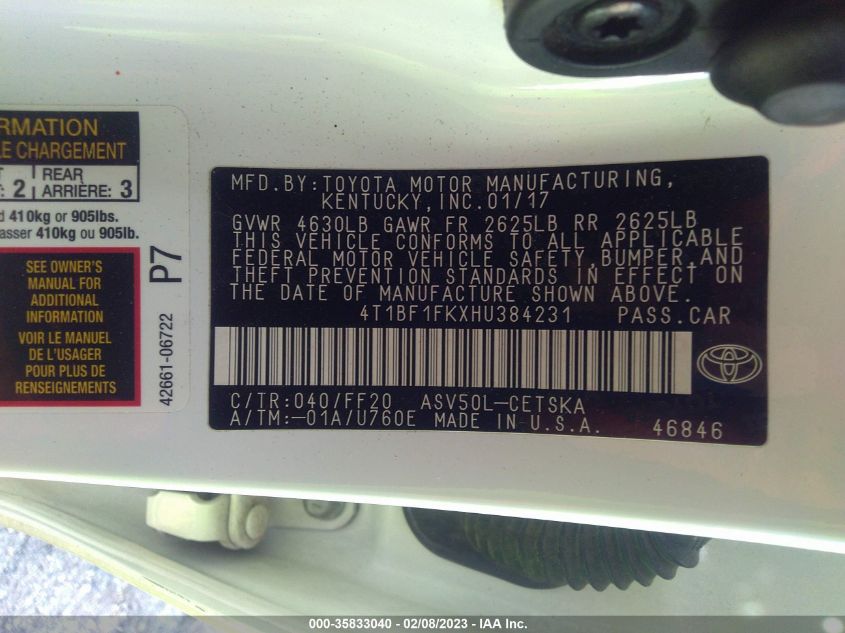 RMATION
E CHARGEMENT
2 | REAR ARRIÈRE: 3
d 410kg or 905lbs.
asser 410kg ou 905lb.
SEE OWNER'S
MANUAL FOR
ADDITIONAL
INFORMATION
VOIR LE MANUEL
DE L'USAGER
POUR PLUS DE
RENSEIGNEMENTS
P7
42661-06722
MFD.BY:TOYOTA MOTOR MANUFACTURING,
KENTUCKY,INC.01/17
GVWR 4630LB GAWR FR 2625LB RR 2625LB
THIS VEHICLE CONFORMS TO ALL APPLICABLE
FEDERAL MOTOR VEHICLE SAFETY,BUMPER,AND
THEFT PREVENTION STANDARDS IN EFFECT ON
THE DATE OF MANUFACTURE SHOWN ABOVE.
4T1BF1FKXHU384231 PASS.CAR
C/TR:040/FF20 ASV50L-CETSKA
A/TM:-01A/U760E MADE IN U.S.A. 46846
000-35833040 - 02/08/2023 - IAA Inc.